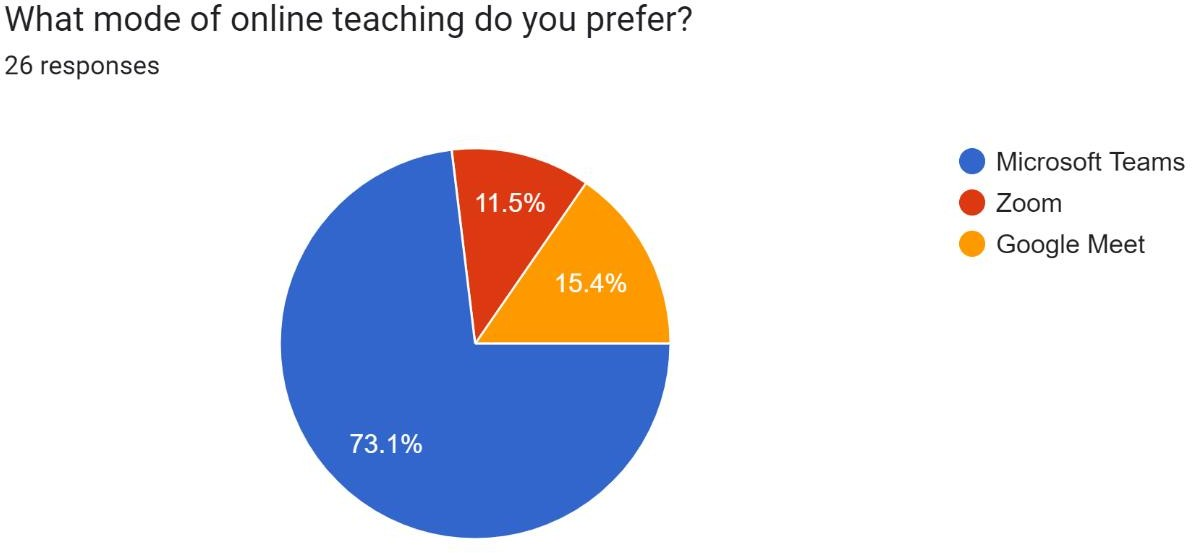 What mode of online teaching do you prefer?
26 responses
11.5%
15.4%
73.1%
Microsoft Teams
Zoom
Google Meet